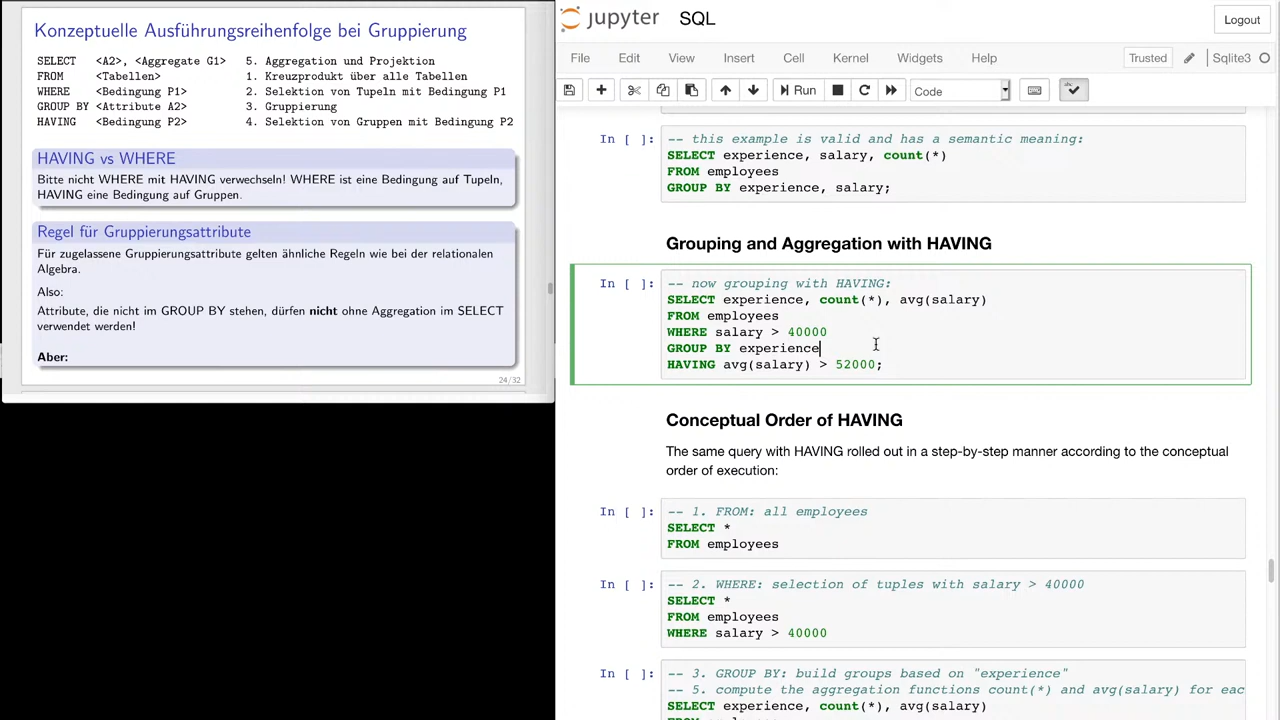 Konzeptuelle Ausführungsreihenfolge bei Gruppierung
SELECT <A2>, <Aggregate G1> 5. Aggregation und Projektion
FROM <Tabellen> 1. Kreuzprodukt über alle Tabellen
WHERE <Bedingung P1> 2. Selektion von Tupeln mit Bedingung P1
GROUP BY <Attribute A2> 3. Gruppierung
HAVING <Bedingung P2> 4. Selektion von Gruppen mit Bedingung P2
HAVING vs WHERE
Bitte nicht WHERE mit HAVING verwechseln! WHERE ist eine Bedingung auf Tupeln,
HAVING eine Bedingung auf Gruppen.
Regel für Gruppierungsattribute
Für zugelassene Gruppierungsattribute gelten ähnliche Regeln wie bei der relationalen
Algebra.
Also:
Attribute, die nicht im GROUP BY stehen, dürfen nicht ohne Aggregation im SELECT
verwendet werden!
Aber:
24/32
jupyter SQL
Logout
File Edit View Insert Cell Kernel Widgets Help
Trusted Sqlite3
Run Code
In [ ]: -- this example is valid and has a semantic meaning:
SELECT experience, salary, count(*)
FROM employees
GROUP BY experience, salary;
Grouping and Aggregation with HAVING
In [ ]: -- now grouping with HAVING:
SELECT experience, count(*), avg(salary)
FROM employees
WHERE salary > 40000
GROUP BY experience
HAVING avg(salary) > 52000;
Conceptual Order of HAVING
The same query with HAVING rolled out in a step-by-step manner according to the conceptual
order of execution:
In [ ]: -- 1. FROM: all employees
SELECT *
FROM employees
In [ ]: -- 2. WHERE: selection of tuples with salary > 40000
SELECT *
FROM employees
WHERE salary > 40000
In [ ]: -- 3. GROUP BY: build groups based on "experience"
-- 5. compute the aggregation functions count(*) and avg(salary) for eac
SELECT experience, count(*), avg(salary)
FROM employees